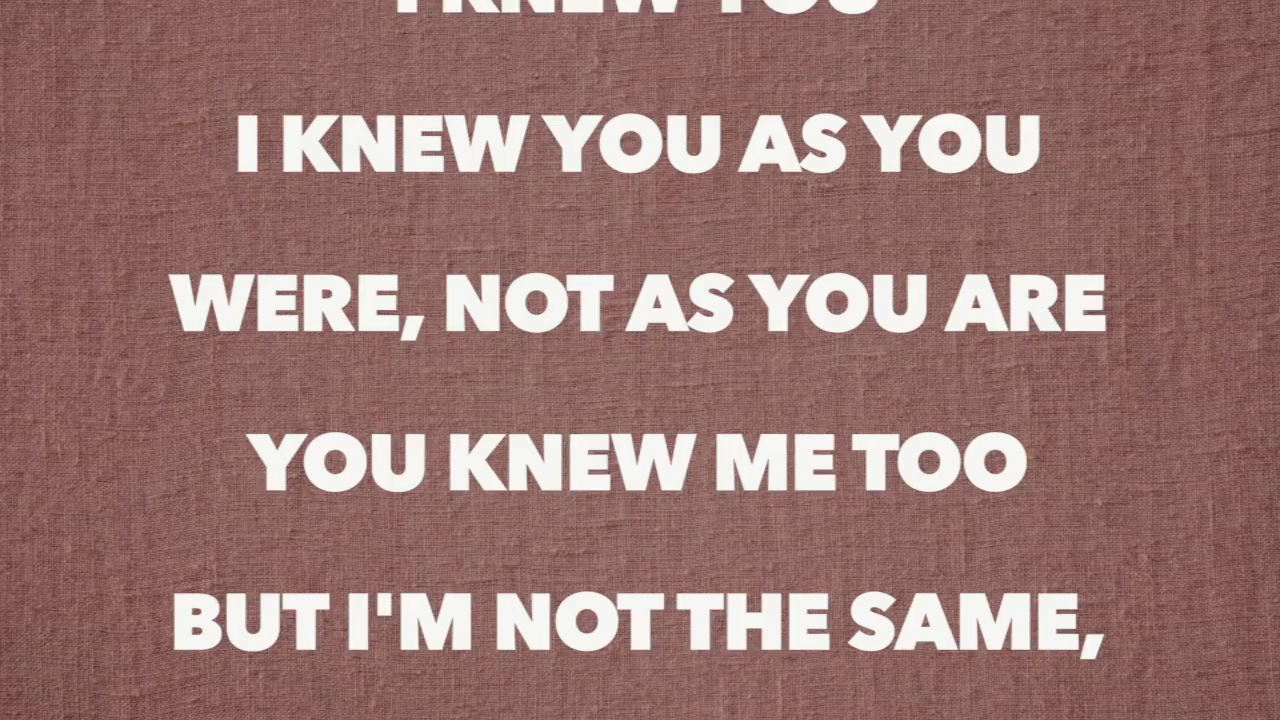 I KNEW YOU
I KNEW YOU AS YOU
WERE, NOT AS YOU ARE
YOU KNEW ME TOO
BUT I'M NOT THE SAME,